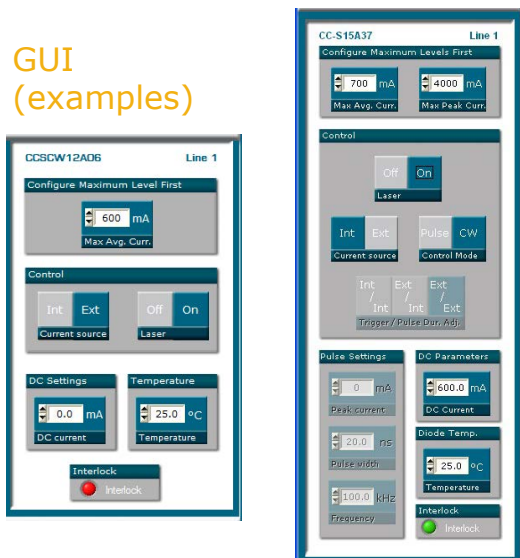 GUI
(examples)
CCSCW12A06 Line 1
Configure Maximum Level First
600 mA
Max Avg. Curr.
Control
Int Ext Off On
Current source Laser
DC Settings Temperature
0.0 mA 25.0 °C
DC current Temperature
Interlock
Interlock
CC-S15A37 Line 1
Configure Maximum Levels First
700 mA 4000 mA
Max Avg. Curr. Max Peak Curr.
Control
Off On
Laser
Int Ext Pulse CW
Current source Control Mode
Int Ext Ext
/ / /
Int Int Ext
Trigger / Pulse Dur. Adj.
Pulse Settings DC Parameters
0 mA 600.0 mA
Peak current DC Current
Diode Temp.
20.0 ns
Pulse width 25.0 °C
Temperature
100.0 kHz
Frequency Interlock
Interlock